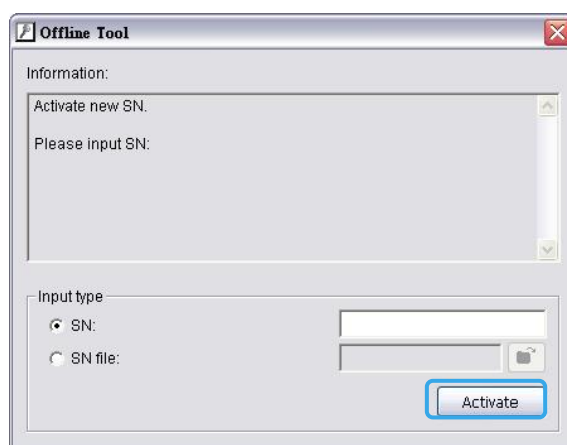 Offline Tool
Information:
Activate new SN.
Please input SN:
Input type
SN:
SN file:
Activate